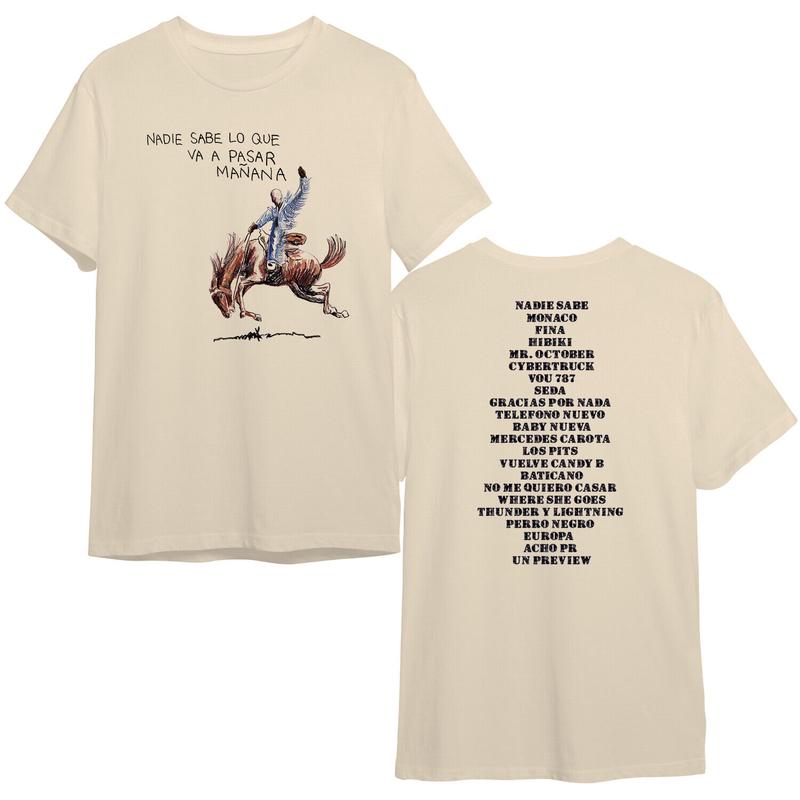 NADIE SABE LO QUE
VA A PASAR
MAÑANA
NADIE SABE
MONACO
FINA
HIBIKI
MR. OCTOBER
CYBERTRUCK
VOU 787
SEDA
GRACIAS POR NADA
TELEFONO NUEVO
BABY NUEVA
MERCEDES CAROTA
LOS PITS
VUELVE CANDY B
BATICANO
NO ME QUIERO CASAR
WHERE SHE GOES
THUNDER Y LIGHTNING
PERRO NEGRO
EUROPA
ACHO PR
UN PREVIEW